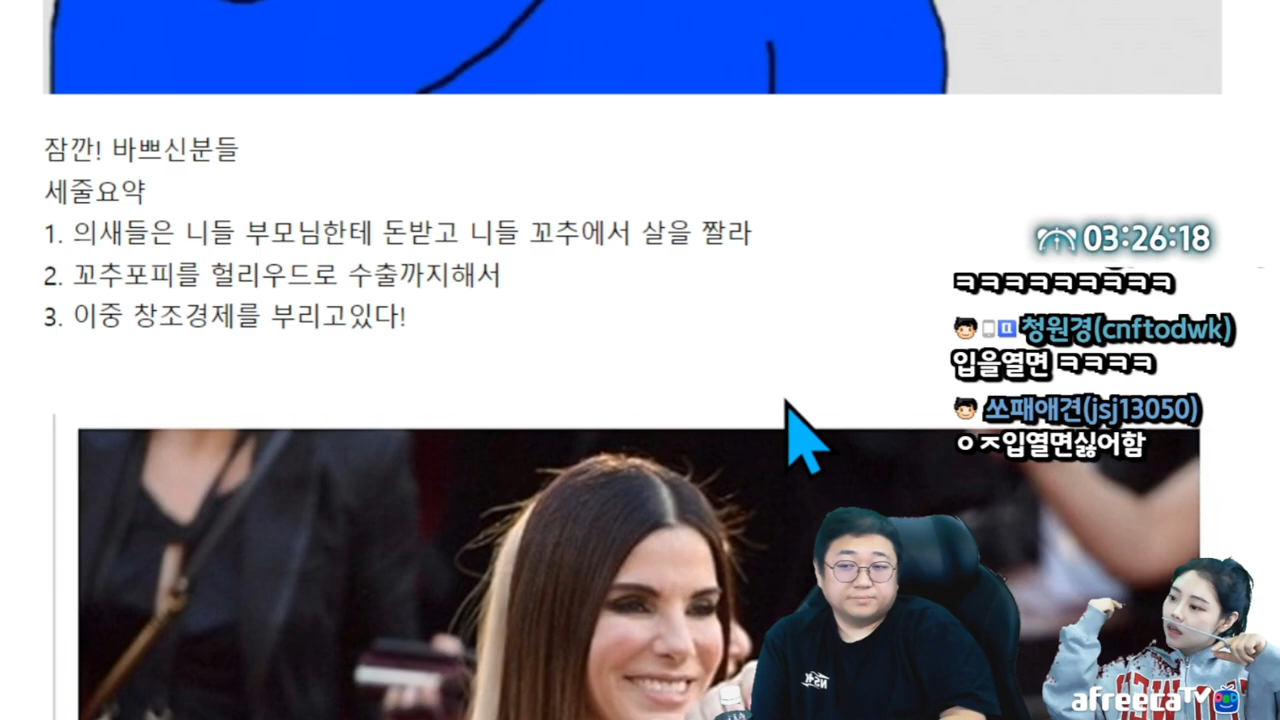 잠깐! 바쁘신분들
세줄요약
1. 의새들은 니들 부모님한테 돈받고 니들 꼬추에서 살을 짤라
2. 꼬추포피를 헐리우드로 수출까지해서
3. 이중 창조경제를 부리고있다!
03:26:18
ㅋㅋㅋㅋㅋㅋㅋㅋㅋ
청원경(cnftodwk)
입을열면 ㅋㅋㅋㅋ
쏘패애견(jsj13050)
ㅇㅈ입열면싫어함
afreecaTV